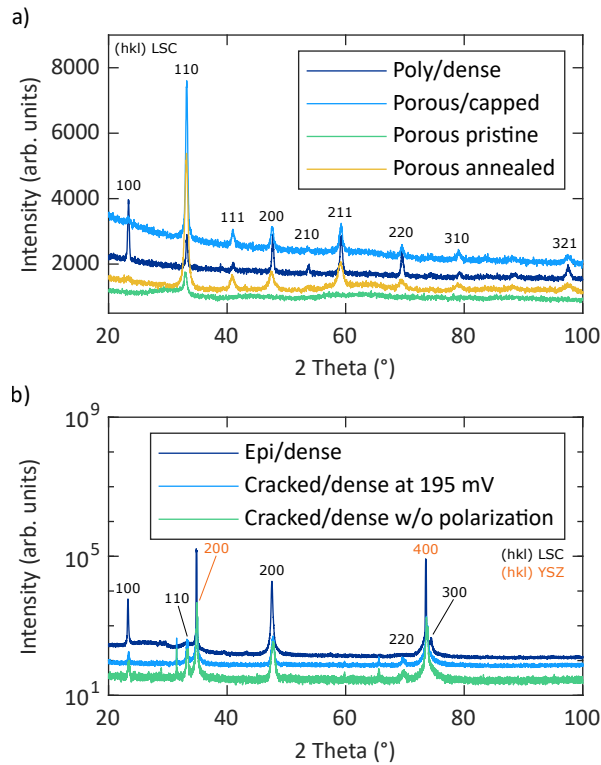 a)
(hkl) LSC
110
Poly/dense
Porous/capped
Porous pristine
Porous annealed
8000
6000
4000
2000
100
111
200
210
211
220
310
321
Intensity (arb. units)
20
40
60
80
100
2 Theta (°)
b)
10^9
10^5
10^1
Epi/dense
Cracked/dense at 195 mV
Cracked/dense w/o polarization
(hkl) LSC
(hkl) YSZ
100
110
200
200
400
300
220
Intensity (arb. units)
20
40
60
80
100
2 Theta (°)